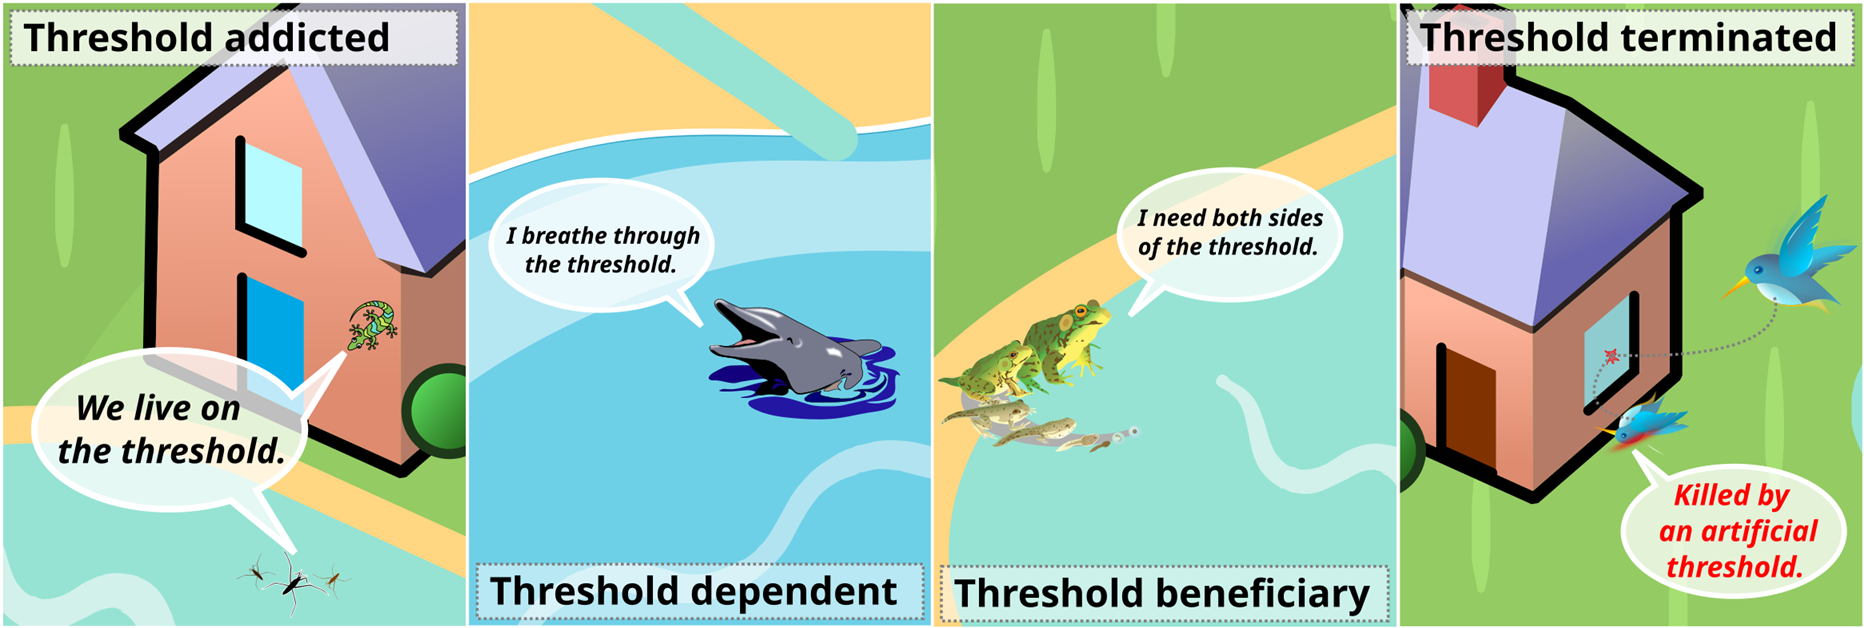 Threshold addicted
We live on
the threshold.
I breathe through
the threshold.
Threshold dependent
I need both sides
of the threshold.
Threshold beneficiary
Threshold terminated
Killed by
an artificial
threshold.